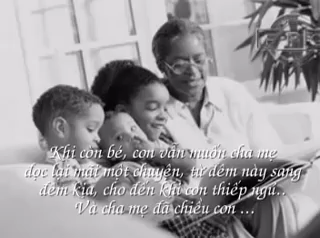 Khi còn bé, con vẫn muốn cha mẹ
đọc lại mãi một chuyện, từ đêm này sang
đêm kia, cho đến khi con thiếp ngủ..
Và cha mẹ đã chiều con ...